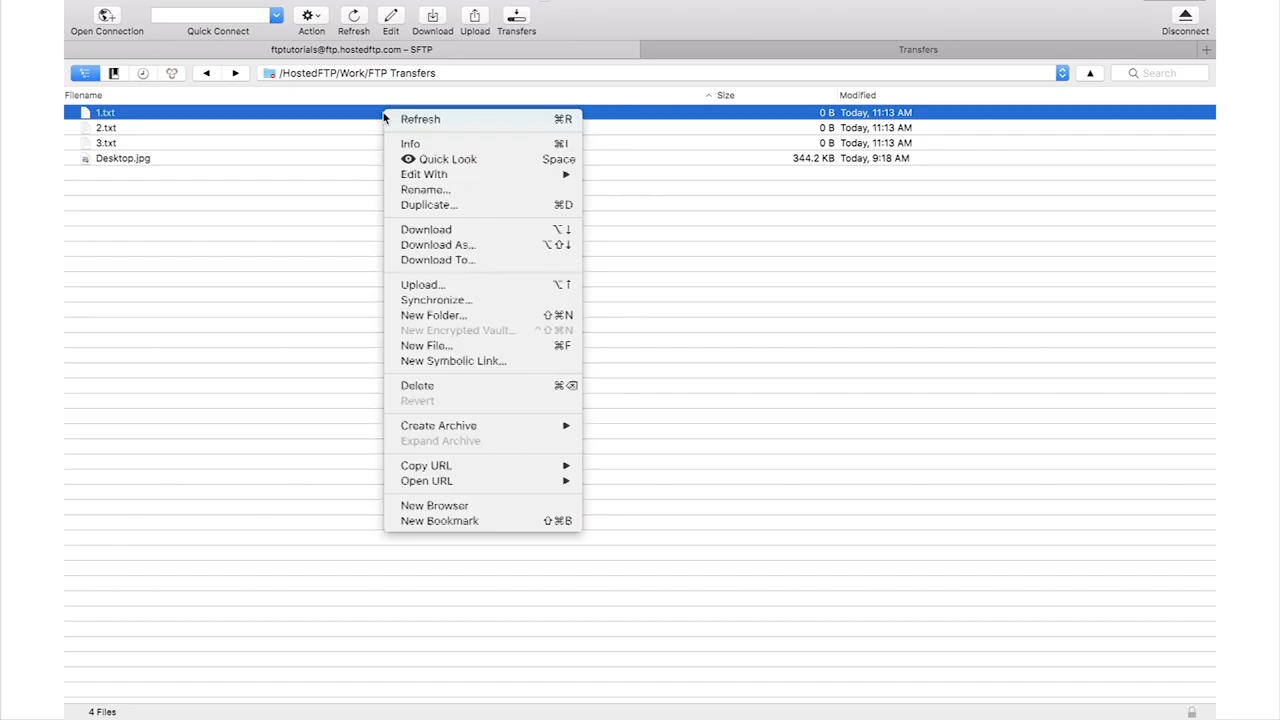 Open Connection
Quick Connect
Action
Refresh
Edit
Download
Upload
Transfers
Disconnect
ftptutorials@ftp.hostedftp.com – SFTP
Transfers
/HostedFTP/Work/FTP Transfers
Search
Filename
Size
Modified
1.txt 0 B Today, 11:13 AM
2.txt 0 B Today, 11:13 AM
3.txt 0 B Today, 11:13 AM
Desktop.jpg 344.2 KB Today, 9:18 AM
Refresh ⌘R
Info ⌘I
Quick Look Space
Edit With
Rename...
Duplicate... ⌘D
Download ⌥↓
Download As... ⌥⇧↓
Download To...
Upload... ⌥↑
Synchronize...
New Folder... ⇧⌘N
New Encrypted Vault... ^⇧⌘N
New File... ⌘F
New Symbolic Link...
Delete ⌘⌫
Revert
Create Archive
Expand Archive
Copy URL
Open URL
New Browser
New Bookmark ⇧⌘B
4 Files